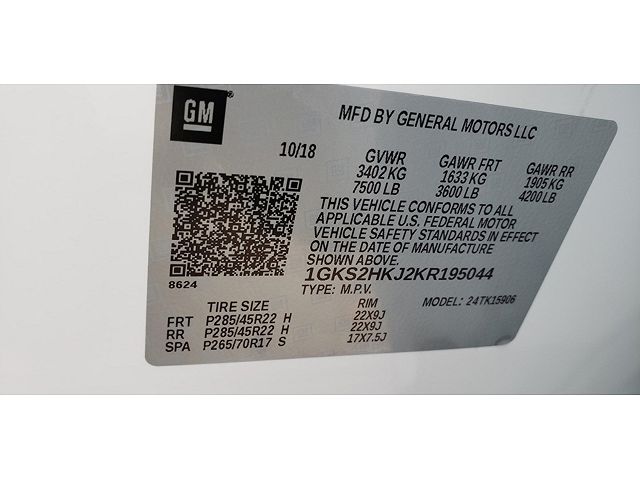 GM
MFD BY GENERAL MOTORS LLC
10/18 GVWR GAWR FRT GAWR RR
3402 KG 1633 KG 1905 KG
7500 LB 3600 LB 4200 LB
THIS VEHICLE CONFORMS TO ALL
APPLICABLE U.S. FEDERAL MOTOR
VEHICLE SAFETY STANDARDS IN EFFECT
ON THE DATE OF MANUFACTURE
SHOWN ABOVE.
8624
1GKS2HKJ2KR195044
TYPE: M.P.V. MODEL: 24TK15906
TIRE SIZE RIM
FRT P285/45R22 H 22X9J
RR P285/45R22 H 22X9J
SPA P265/70R17 S 17X7.5J